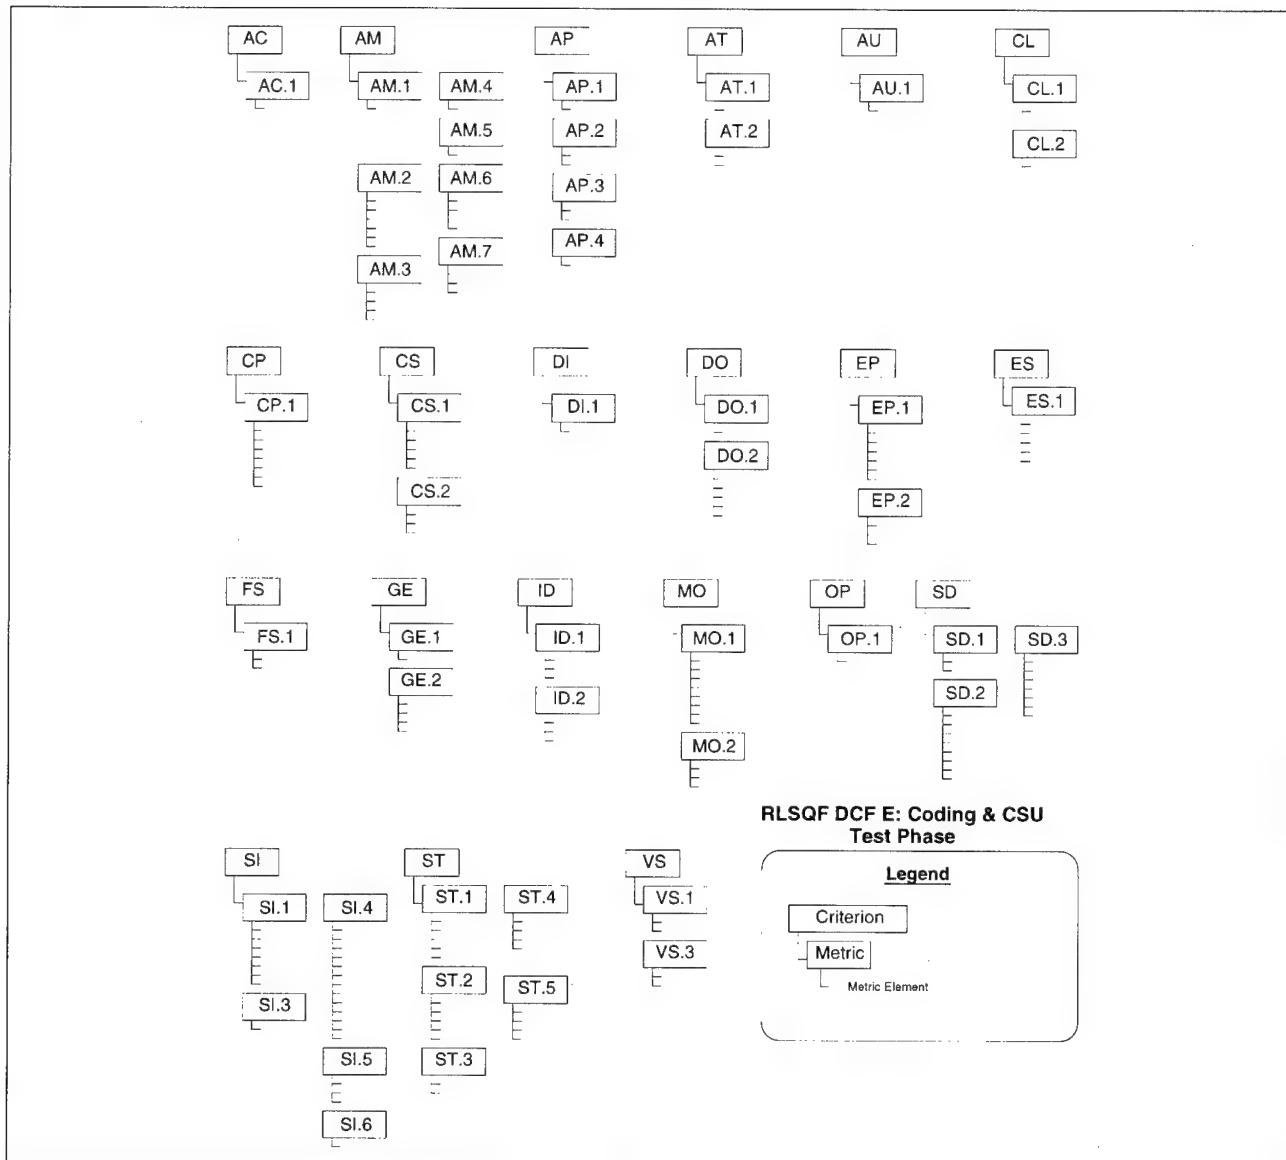 AC AM AP AT AU CL
AC.1 AM.1 AM.4 AP.1 AT.1 AU.1 CL.1
AM.5 AP.2 AT.2 CL.2
AM.2 AM.6 AP.3
AM.7 AP.4
AM.3
CP CS DI DO EP ES
CP.1 CS.1 DI.1 DO.1 EP.1 ES.1
DO.2
CS.2 EP.2
FS GE ID MO OP SD
FS.1 GE.1 ID.1 MO.1 OP.1 SD.1 SD.3
GE.2 ID.2 SD.2
MO.2
RLSQF DCF E: Coding & CSU
Test Phase
SI ST VS
SI.1 SI.4 ST.1 ST.4 VS.1
VS.3
ST.2 ST.5
SI.3
SI.5 ST.3
SI.6
Legend
Criterion
Metric
Metric Element